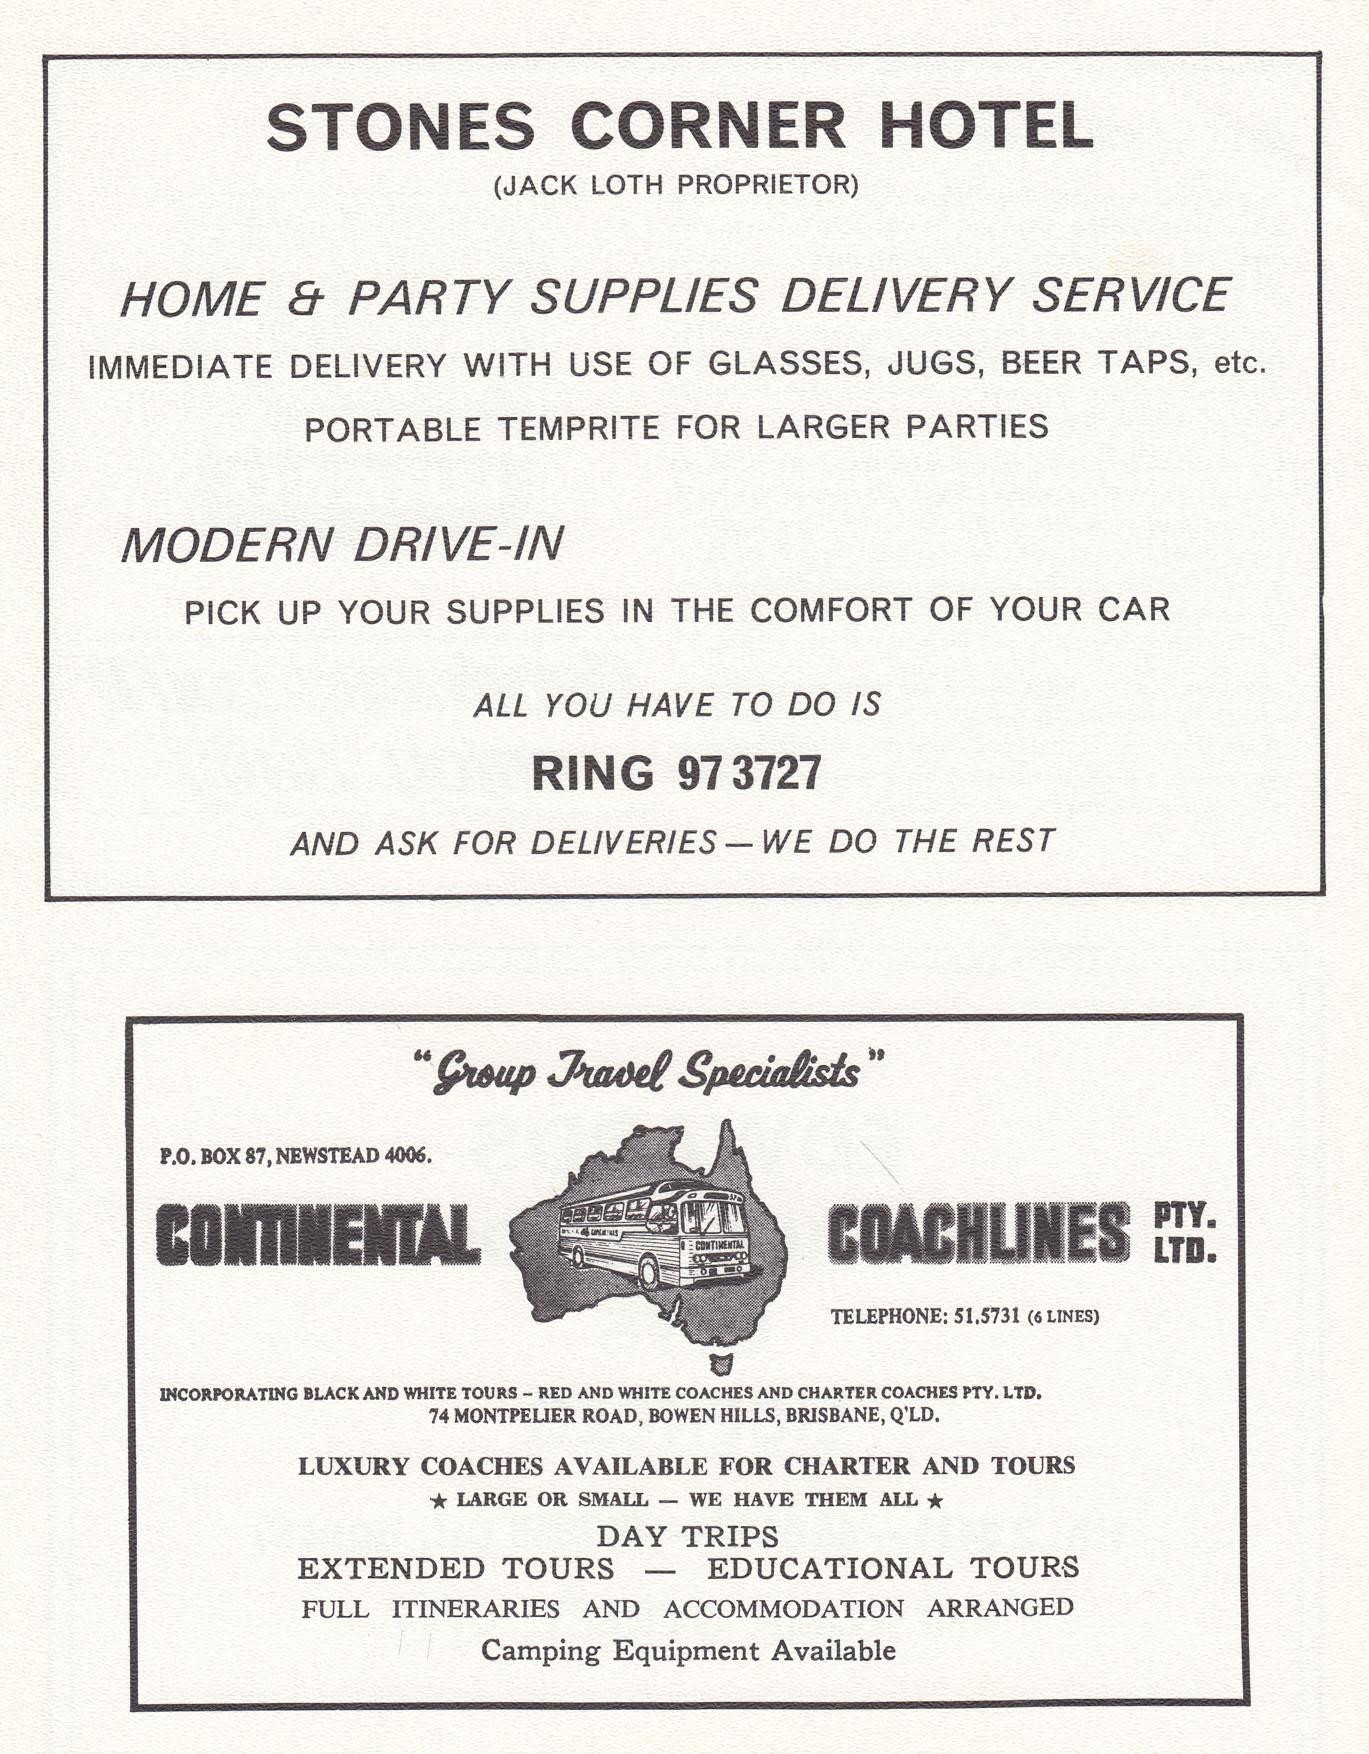 STONES CORNER HOTEL
(JACK LOTH PROPRIETOR)
HOME & PARTY SUPPLIES DELIVERY SERVICE
IMMEDIATE DELIVERY WITH USE OF GLASSES, JUGS, BEER TAPS, etc.
PORTABLE TEMPRITE FOR LARGER PARTIES
MODERN DRIVE-IN
PICK UP YOUR SUPPLIES IN THE COMFORT OF YOUR CAR
ALL YOU HAVE TO DO IS
RING 97 3727
AND ASK FOR DELIVERIES — WE DO THE REST
"Group Travel Specialists"
P.O. BOX 87, NEWSTEAD 4006.
CONTINENTAL
CONTINENTAL
COACHLINES PTY. LTD.
TELEPHONE: 51.5731 (6 LINES)
INCORPORATING BLACK AND WHITE TOURS – RED AND WHITE COACHES AND CHARTER COACHES PTY. LTD.
74 MONTPELIER ROAD, BOWEN HILLS, BRISBANE, Q'LD.
LUXURY COACHES AVAILABLE FOR CHARTER AND TOURS
★ LARGE OR SMALL — WE HAVE THEM ALL ★
DAY TRIPS
EXTENDED TOURS — EDUCATIONAL TOURS
FULL ITINERARIES AND ACCOMMODATION ARRANGED
Camping Equipment Available